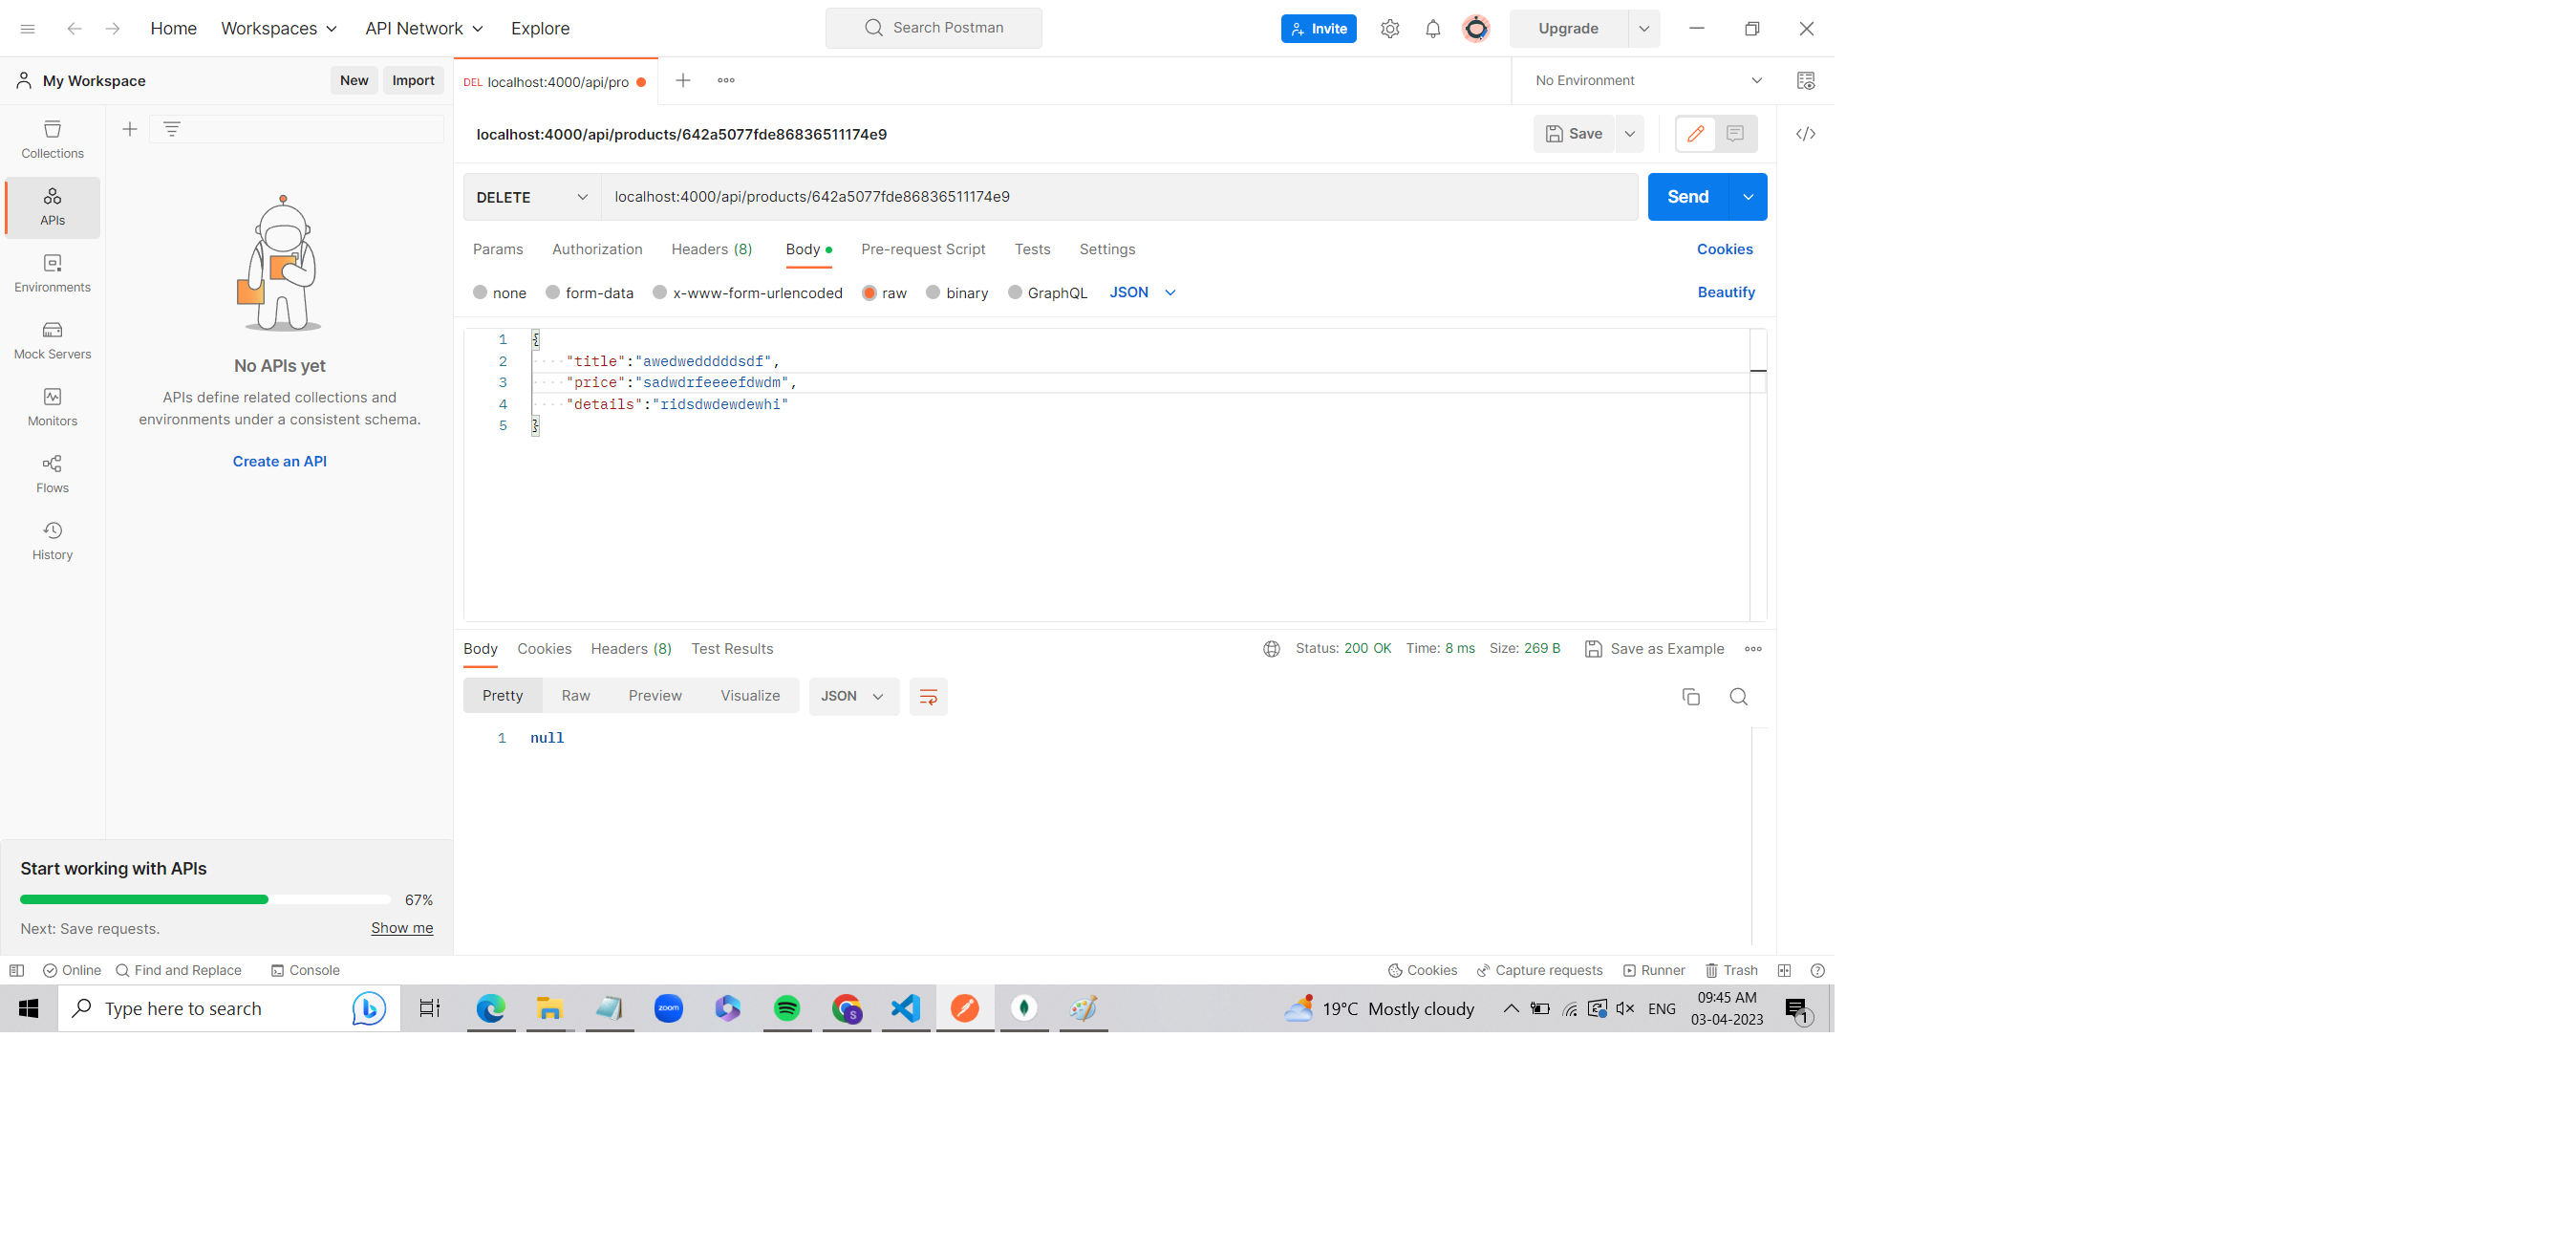 Home Workspaces API Network Explore Search Postman Invite Upgrade
My Workspace New Import DEL localhost:4000/api/pro No Environment
localhost:4000/api/products/642a5077fde86836511174e9 Save
Collections
APIs
Environments
Mock Servers
Monitors
Flows
History
No APIs yet
APIs define related collections and
environments under a consistent schema.
Create an API
DELETE localhost:4000/api/products/642a5077fde86836511174e9 Send
Params Authorization Headers (8) Body Pre-request Script Tests Settings Cookies
none form-data x-www-form-urlencoded raw binary GraphQL JSON Beautify
1 {
2 "title":"awedwedddddsdf",
3 "price":"sadwdrfeeeefdwdm",
4 "details":"ridsdwdewdewhi"
5 }
Body Cookies Headers (8) Test Results Status: 200 OK Time: 8 ms Size: 269 B Save as Example
Pretty Raw Preview Visualize JSON
1 null
Start working with APIs
67%
Next: Save requests. Show me
Online Find and Replace Console Cookies Capture requests Runner Trash
Type here to search zoom S 19°C Mostly cloudy ENG 09:45 AM
03-04-2023 1